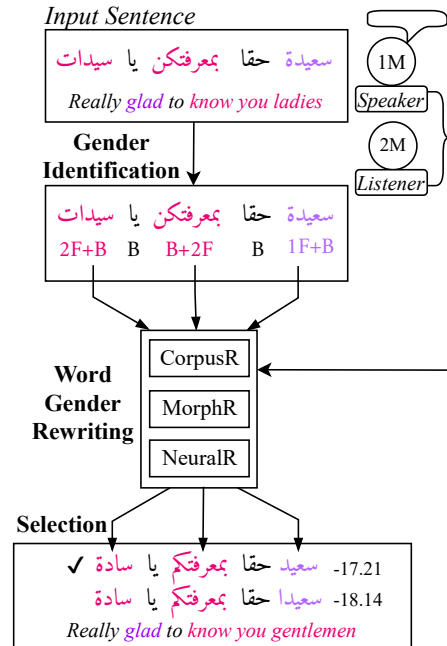 Input Sentence
سعيدة حقا بمعرفتكن يا سيدات
Really glad to know you ladies
1M
Speaker
2M
Listener
Gender
Identification
سعيدة حقا بمعرفتكن يا سيدات
2F+B B B+2F B 1F+B
CorpusR
MorphR
NeuralR
Word
Gender
Rewriting
Selection
سعيد حقا بمعرفتكم يا سادة ✓ -17.21
سعيدا حقا بمعرفتكم يا سادة -18.14
Really glad to know you gentlemen